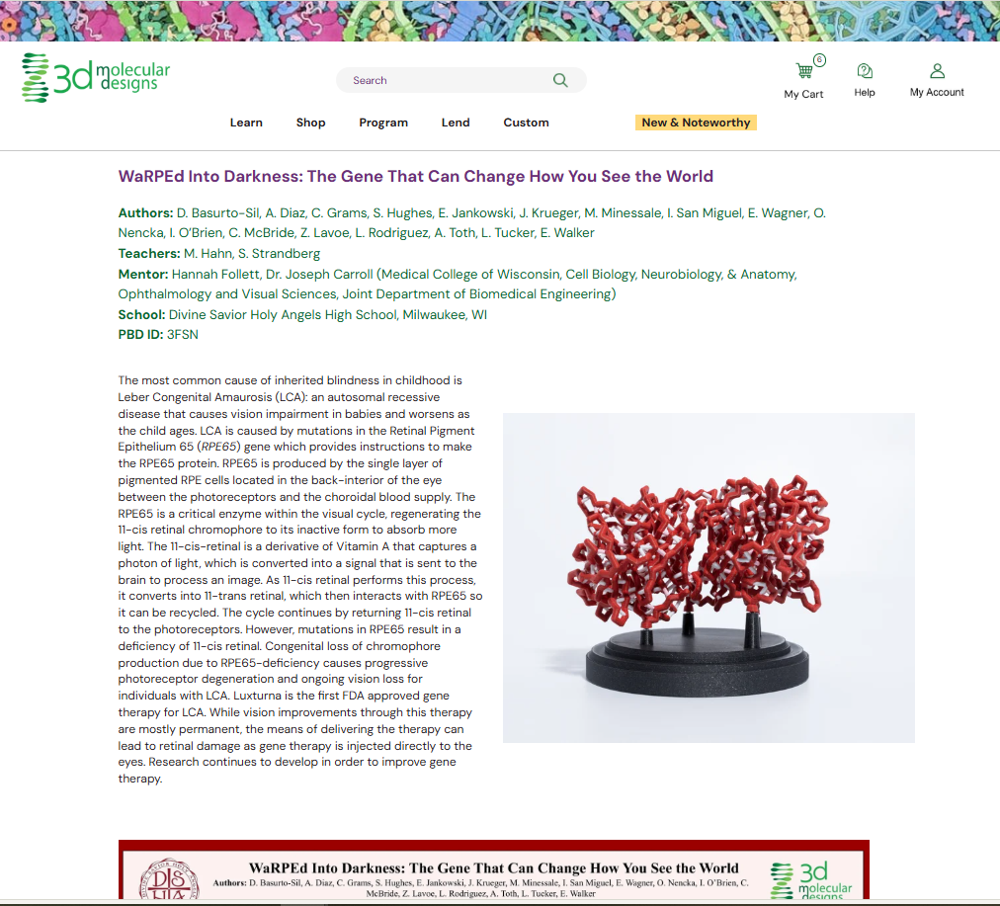 3d molecular designs
Search
6
My Cart
Help
My Account
Learn
Shop
Program
Lend
Custom
New & Noteworthy
WaRPEd Into Darkness: The Gene That Can Change How You See the World
Authors: D. Basurto-Sil, A. Diaz, C. Grams, S. Hughes, E. Jankowski, J. Krueger, M. Minessale, I. San Miguel, E. Wagner, O.
Nencka, I. O’Brien, C. McBride, Z. Lavoe, L. Rodriguez, A. Toth, L. Tucker, E. Walker
Teachers: M. Hahn, S. Strandberg
Mentor: Hannah Follett, Dr. Joseph Carroll (Medical College of Wisconsin, Cell Biology, Neurobiology, & Anatomy,
Ophthalmology and Visual Sciences, Joint Department of Biomedical Engineering)
School: Divine Savior Holy Angels High School, Milwaukee, WI
PBD ID: 3FSN
The most common cause of inherited blindness in childhood is
Leber Congenital Amaurosis (LCA): an autosomal recessive
disease that causes vision impairment in babies and worsens as
the child ages. LCA is caused by mutations in the Retinal Pigment
Epithelium 65 (RPE65) gene which provides instructions to make
the RPE65 protein. RPE65 is produced by the single layer of
pigmented RPE cells located in the back-interior of the eye
between the photoreceptors and the choroidal blood supply. The
RPE65 is a critical enzyme within the visual cycle, regenerating the
11-cis retinal chromophore to its inactive form to absorb more
light. The 11-cis-retinal is a derivative of Vitamin A that captures a
photon of light, which is converted into a signal that is sent to the
brain to process an image. As 11-cis retinal performs this process,
it converts into 11-trans retinal, which then interacts with RPE65 so
it can be recycled. The cycle continues by returning 11-cis retinal
to the photoreceptors. However, mutations in RPE65 result in a
deficiency of 11-cis retinal. Congenital loss of chromophore
production due to RPE65-deficiency causes progressive
photoreceptor degeneration and ongoing vision loss for
individuals with LCA. Luxturna is the first FDA approved gene
therapy for LCA. While vision improvements through this therapy
are mostly permanent, the means of delivering the therapy can
lead to retinal damage as gene therapy is injected directly to the
eyes. Research continues to develop in order to improve gene
therapy.
WaRPEd Into Darkness: The Gene That Can Change How You See the World
Authors: D. Basurto-Sil, A. Diaz, C. Grams, S. Hughes, E. Jankowski, J. Krueger, M. Minessale, I. San Miguel, E. Wagner, O. Nencka, I. O’Brien, C.
McBride, Z. Lavoe, L. Rodriguez, A. Toth, L. Tucker, E. Walker
3d
molecular
designs